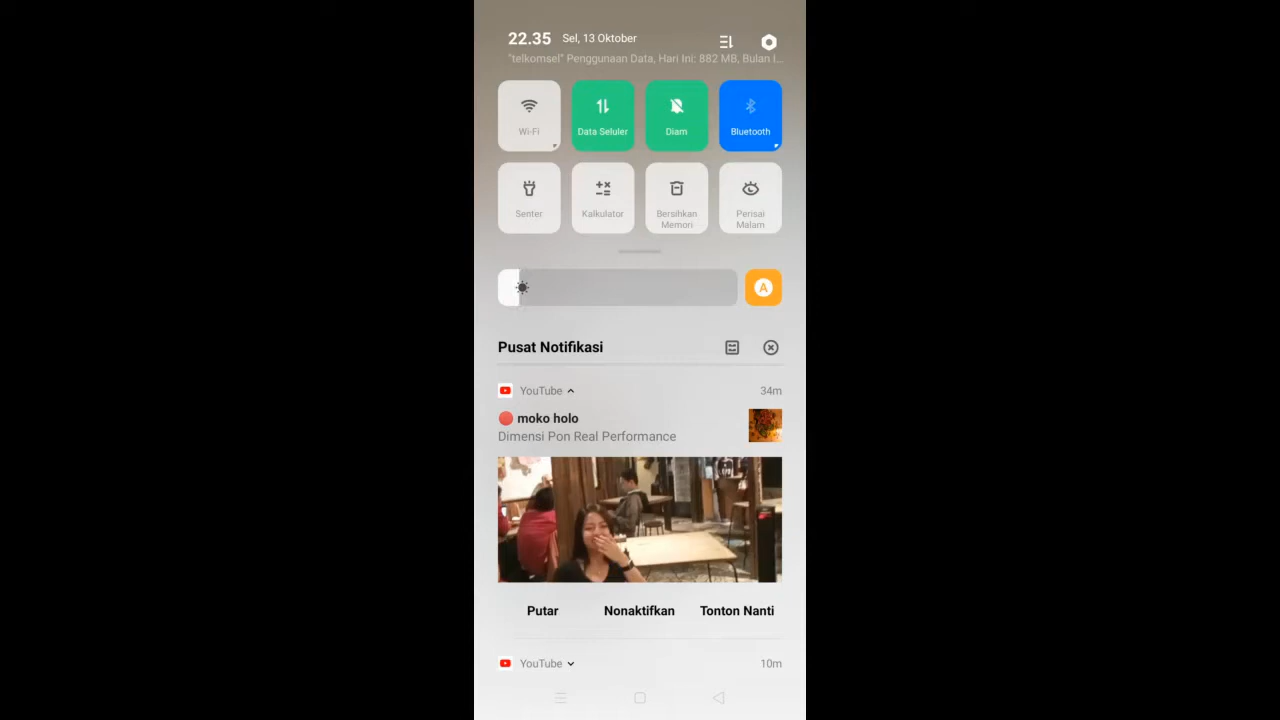 22.35 Sel, 13 Oktober
"telkomsel" Penggunaan Data, Hari Ini: 882 MB, Bulan I...
Wi-Fi
Data Seluler
Diam
Bluetooth
Senter
Kalkulator
Bersihkan
Memori
Perisai
Malam
A
Pusat Notifikasi
YouTube 34m
moko holo
Dimensi Pon Real Performance
Putar
Nonaktifkan
Tonton Nanti
YouTube 10m